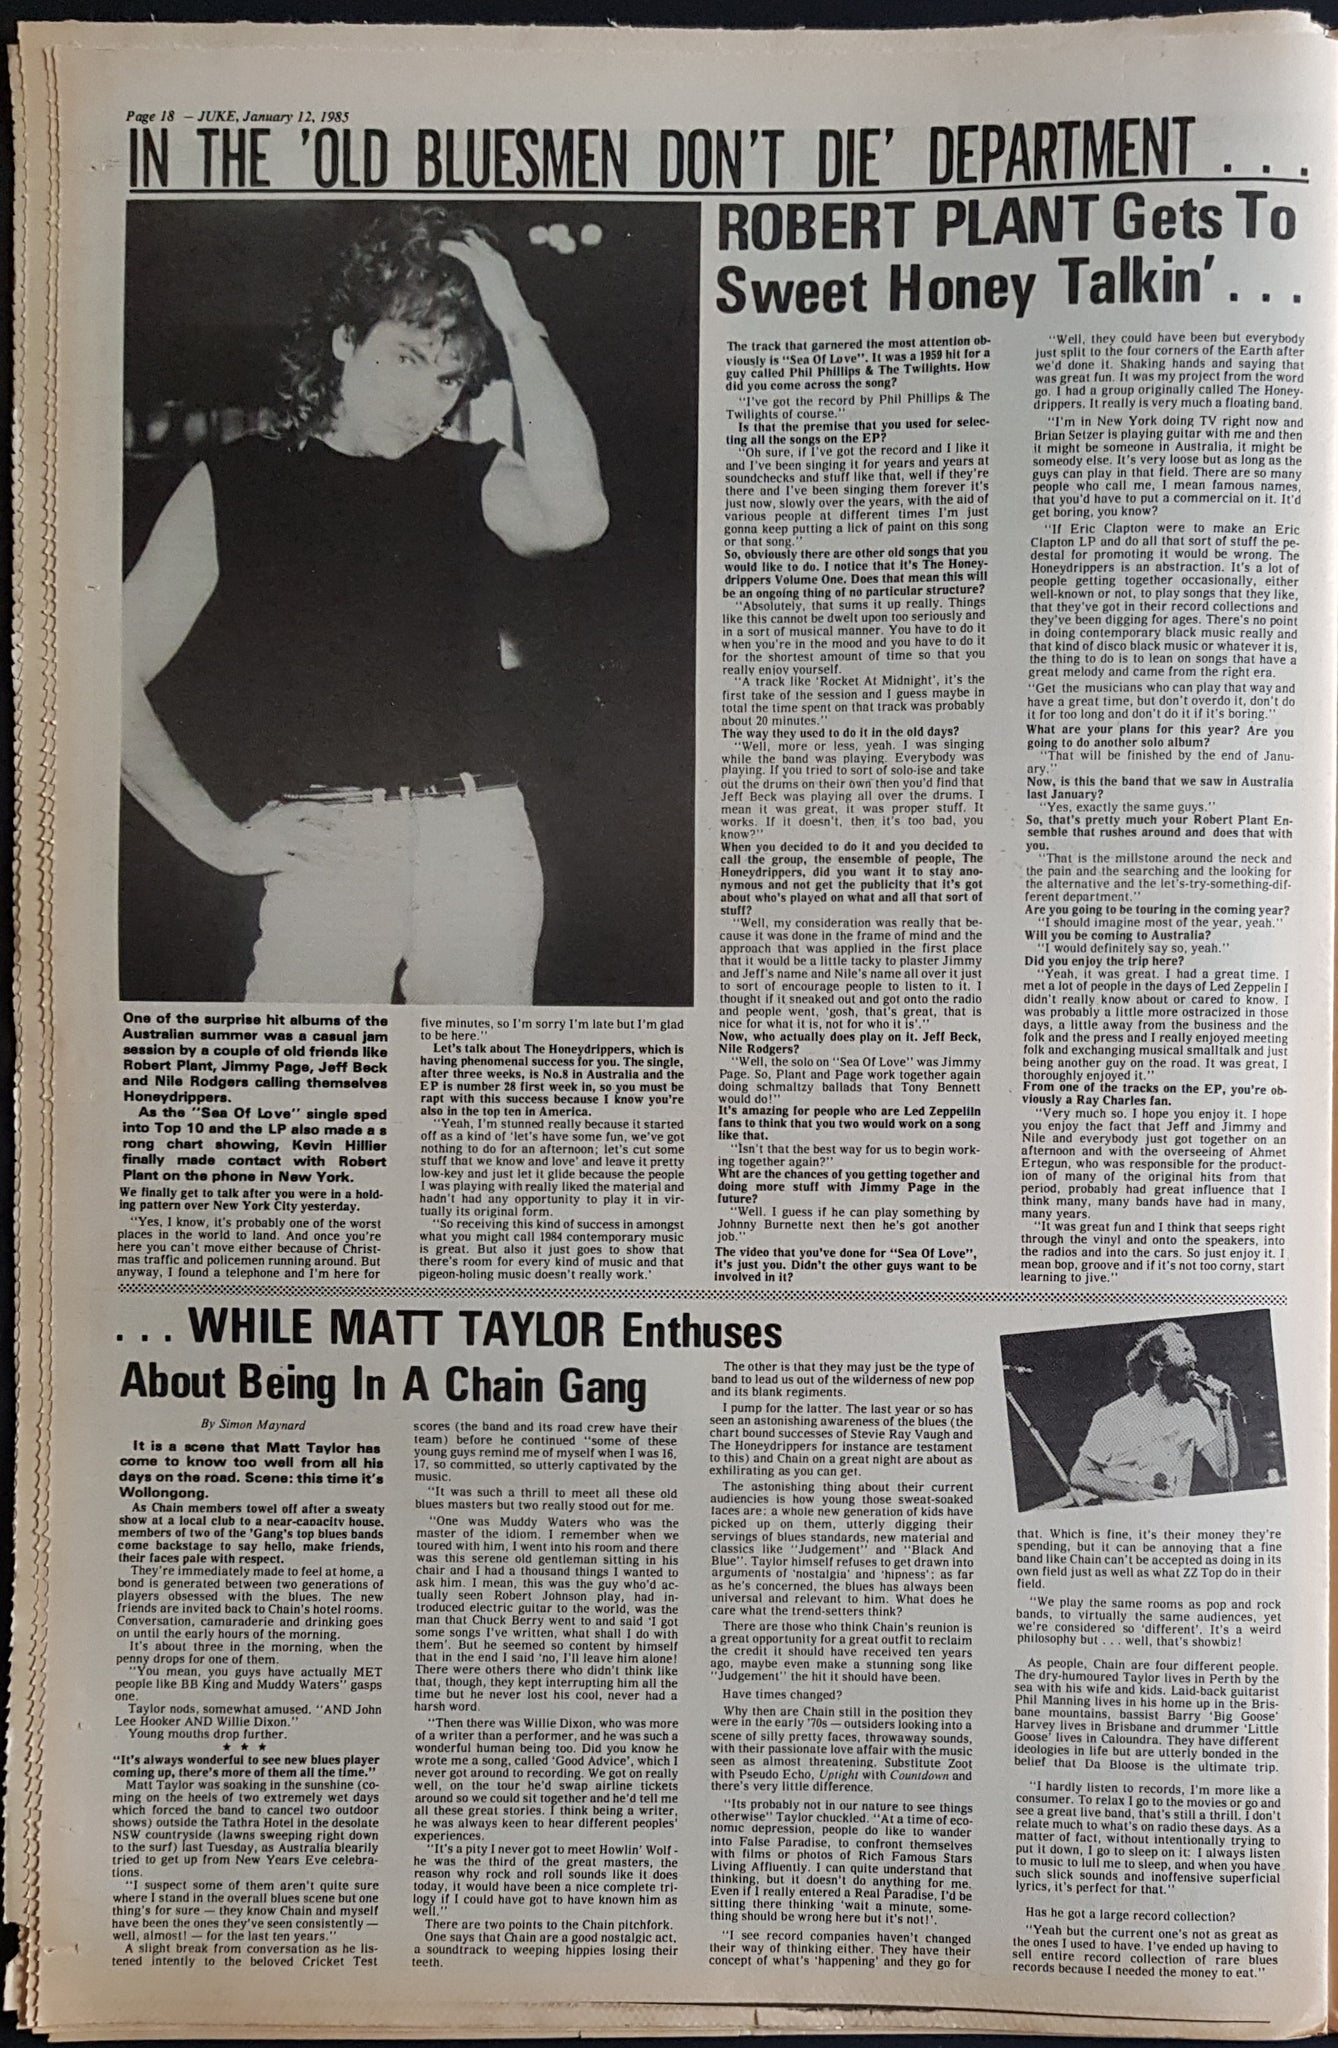 Page 18 – JUKE, January 12, 1985
IN THE 'OLD BLUESMEN DON'T DIE' DEPARTMENT . . .
ROBERT PLANT Gets To
Sweet Honey Talkin' . . .
One of the surprise hit albums of the
Australian summer was a casual jam
session by a couple of old friends like
Robert Plant, Jimmy Page, Jeff Beck
and Nile Rodgers calling themselves
Honeydrippers.
As the "Sea Of Love" single sped
into Top 10 and the LP also made a s
rong chart showing, Kevin Hillier
finally made contact with Robert
Plant on the phone in New York.
We finally get to talk after you were in a hold-
ing pattern over New York City yesterday.
"Yes, I know, it's probably one of the worst
places in the world to land. And once you're
here you can't move either because of Christ-
mas traffic and policemen running around. But
anyway, I found a telephone and I'm here for
five minutes, so I'm sorry I'm late but I'm glad
to be here."
Let's talk about The Honeydrippers, which is
having phenomenal success for you. The single,
after three weeks, is No.8 in Australia and the
EP is number 28 first week in, so you must be
rapt with this success because I know you're
also in the top ten in America.
"Yeah, I'm stunned really because it started
off as a kind of 'let's have some fun, we've got
nothing to do for an afternoon; let's cut some
stuff that we know and love' and leave it pretty
low-key and just let it glide because the people
I was playing with really liked the material and
hadn't had any opportunity to play it in vir-
tually its original form.
"So receiving this kind of success in amongst
what you might call 1984 contemporary music
is great. But also it just goes to show that
there's room for every kind of music and that
pigeon-holing music doesn't really work.'
The track that garnered the most attention ob-
viously is "Sea Of Love". It was a 1959 hit for a
guy called Phil Phillips & The Twilights. How
did you come across the song?
"I've got the record by Phil Phillips & The
Twilights of course."
Is that the premise that you used for selec-
ting all the songs on the EP?
"Oh sure, if I've got the record and I like it
and I've been singing it for years and years at
soundchecks and stuff like that, well if they're
there and I've been singing them forever it's
just now, slowly over the years, with the aid of
various people at different times I'm just
gonna keep putting a lick of paint on this song
or that song."
So, obviously there are other old songs that you
would like to do. I notice that it's The Honey-
drippers Volume One. Does that mean this will
be an ongoing thing of no particular structure?
"Absolutely, that sums it up really. Things
like this cannot be dwelt upon too seriously and
in a sort of musical manner. You have to do it
when you're in the mood and you have to do it
for the shortest amount of time so that you
really enjoy yourself.
"A track like 'Rocket At Midnight', it's the
first take of the session and I guess maybe in
total the time spent on that track was probably
about 20 minutes."
The way they used to do it in the old days?
"Well, more or less, yeah. I was singing
while the band was playing. Everybody was
playing. If you tried to sort of solo-ise and take
out the drums on their own then you'd find that
Jeff Beck was playing all over the drums. I
mean it was great, it was proper stuff. It
works. If it doesn't, then it's too bad, you
know?"
When you decided to do it and you decided to
call the group, the ensemble of people, The
Honeydrippers, did you want it to stay ano-
nymous and not get the publicity that it's got
about who's played on what and all that sort of
stuff?
"Well, my consideration was really that be-
cause it was done in the frame of mind and the
approach that was applied in the first place
that it would be a little tacky to plaster Jimmy
and Jeff's name and Nile's name all over it just
to sort of encourage people to listen to it. I
thought if it sneaked out and got onto the radio
and people went, 'gosh, that's great, that is
nice for what it is, not for who it is'."
Now, who actually does play on it. Jeff Beck,
Nile Rodgers?
"Well, the solo on "Sea Of Love" was Jimmy
Page. So, Plant and Page work together again
doing schmaltzy ballads that Tony Bennett
would do!"
It's amazing for people who are Led Zeppelin
fans to think that you two would work on a song
like that.
"Isn't that the best way for us to begin work-
ing together again?"
Wht are the chances of you getting together and
doing more stuff with Jimmy Page in the
future?
"Well. I guess if he can play something by
Johnny Burnette next then he's got another
job."
The video that you've done for "Sea Of Love",
it's just you. Didn't the other guys want to be
involved in it?
"Well, they could have been but everybody
just split to the four corners of the Earth after
we'd done it. Shaking hands and saying that
was great fun. It was my project from the word
go. I had a group originally called The Honey-
drippers. It really is very much a floating band.
"I'm in New York doing TV right now and
Brian Setzer is playing guitar with me and then
it might be someone in Australia, it might be
someody else. It's very loose but as long as the
guys can play in that field. There are so many
people who call me, I mean famous names,
that you'd have to put a commercial on it. It'd
get boring, you know?
"If Eric Clapton were to make an Eric
Clapton LP and do all that sort of stuff the pe-
destal for promoting it would be wrong. The
Honeydrippers is an abstraction. It's a lot of
people getting together occasionally, either
well-known or not, to play songs that they like,
that they've got in their record collections and
they've been digging for ages. There's no point
in doing contemporary black music really and
that kind of disco black music or whatever it is,
the thing to do is to lean on songs that have a
great melody and came from the right era.
"Get the musicians who can play that way and
have a great time, but don't overdo it, don't do
it for too long and don't do it if it's boring."
What are your plans for this year? Are you
going to do another solo album?
"That will be finished by the end of Janu-
ary."
Now, is this the band that we saw in Australia
last January?
"Yes, exactly the same guys."
So, that's pretty much your Robert Plant En-
semble that rushes around and does that with
you.
"That is the millstone around the neck and
the pain and the searching and the looking for
the alternative and the let's-try-something-dif-
ferent department."
Are you going to be touring in the coming year?
"I should imagine most of the year, yeah."
Will you be coming to Australia?
"I would definitely say so, yeah."
Did you enjoy the trip here?
"Yeah, it was great. I had a great time. I
met a lot of people in the days of Led Zeppelin I
didn't really know about or cared to know. I
was probably a little more ostracized in those
days, a little away from the business and the
folk and the press and I really enjoyed meeting
folk and exchanging musical smalltalk and just
being another guy on the road. It was great, I
thoroughly enjoyed it."
From one of the tracks on the EP, you're ob-
viously a Ray Charles fan.
"Very much so. I hope you enjoy it. I hope
you enjoy the fact that Jeff and Jimmy and
Nile and everybody just got together on an
afternoon and with the overseeing of Ahmet
Ertegun, who was responsible for the product-
ion of many of the original hits from that
period, probably had great influence that I
think many, many bands have had in many,
many years.
"It was great fun and I think that seeps right
through the vinyl and onto the speakers, into
the radios and into the cars. So just enjoy it. I
mean bop, groove and if it's not too corny, start
learning to jive."
. . . WHILE MATT TAYLOR Enthuses
About Being In A Chain Gang
By Simon Maynard
It is a scene that Matt Taylor has
come to know too well from all his
days on the road. Scene: this time it's
Wollongong.
As Chain members towel off after a sweaty
show at a local club to a near-capacity house,
members of two of the 'Gang's top blues bands
come backstage to say hello, make friends,
their faces pale with respect.
They're immediately made to feel at home, a
bond is generated between two generations of
players obsessed with the blues. The new
friends are invited back to Chain's hotel rooms.
Conversation, camaraderie and drinking goes
on until the early hours of the morning.
It's about three in the morning, when the
penny drops for one of them.
"You mean, you guys have actually MET
people like BB King and Muddy Waters" gasps
one.
Taylor nods, somewhat amused. "AND John
Lee Hooker AND Willie Dixon."
Young mouths drop further.
★ ★ ★
"It's always wonderful to see new blues player
coming up, there's more of them all the time."
Matt Taylor was soaking in the sunshine (co-
ming on the heels of two extremely wet days
which forced the band to cancel two outdoor
shows) outside the Tathra Hotel in the desolate
NSW countryside (lawns sweeping right down
to the surf) last Tuesday, as Australia blearily
tried to get up from New Years Eve celebra-
tions.
"I suspect some of them aren't quite sure
where I stand in the overall blues scene but one
thing's for sure — they know Chain and myself
have been the ones they've seen consistently —
well, almost! — for the last ten years."
A slight break from conversation as he lis-
tened intently to the beloved Cricket Test
scores (the band and its road crew have their
team) before he continued "some of these
young guys remind me of myself when I was 16,
17, so committed, so utterly captivated by the
music.
"It was such a thrill to meet all these old
blues masters but two really stood out for me.
"One was Muddy Waters who was the
master of the idiom. I remember when we
toured with him, I went into his room and there
was this serene old gentleman sitting in his
chair and I had a thousand things I wanted to
ask him. I mean, this was the guy who'd ac-
tually seen Robert Johnson play, had in-
troduced electric guitar to the world, was the
man that Chuck Berry went to and said 'I got
some songs I've written, what shall I do with
them'. But he seemed so content by himself
that in the end I said 'no, I'll leave him alone!
There were others there who didn't think like
that, though, they kept interrupting him all the
time but he never lost his cool, never had a
harsh word.
"Then there was Willie Dixon, who was more
of a writer than a performer, and he was such a
wonderful human being too. Did you know he
wrote me a song, called 'Good Advice', which I
never got around to recording. We got on really
well, on the tour he'd swap airline tickets
around so we could sit together and he'd tell me
all these great stories. I think being a writer,
he was always keen to hear different peoples'
experiences.
"It's a pity I never got to meet Howlin' Wolf -
he was the third of the great masters, the
reason why rock and roll sounds like it does
today, it would have been a nice complete tri-
logy if I could have got to have known him as
well."
There are two points to the Chain pitchfork.
One says that Chain are a good nostalgic act,
a soundtrack to weeping hippies losing their
teeth.
The other is that they may just be the type of
band to lead us out of the wilderness of new pop
and its blank regiments.
I pump for the latter. The last year or so has
seen an astonishing awareness of the blues (the
chart bound successes of Stevie Ray Vaugh and
The Honeydrippers for instance are testament
to this) and Chain on a great night are about as
exhilirating as you can get.
The astonishing thing about their current
audiences is how young those sweat-soaked
faces are: a whole new generation of kids have
picked up on them, utterly digging their
servings of blues standards, new material and
classics like "Judgement" and "Black And
Blue". Taylor himself refuses to get drawn into
arguments of 'nostalgia' and 'hipness': as far
as he's concerned, the blues has always been
universal and relevant to him. What does he
care what the trend-setters think?
There are those who think Chain's reunion is
a great opportunity for a great outfit to reclaim
the credit it should have received ten years
ago, maybe even make a stunning song like
"Judgement" the hit it should have been.
Have times changed?
Why then are Chain still in the position they
were in the early '70s – outsiders looking into a
scene of silly pretty faces, throwaway sounds,
with their passionate love affair with the music
seen as almost threatening. Substitute Zoot
with Pseudo Echo, Uptight with Countdown and
there's very little difference.
"Its probably not in our nature to see things
otherwise" Taylor chuckled. "At a time of eco-
nomic depression, people do like to wander
into False Paradise, to confront themselves
with films or photos of Rich Famous Stars
Living Affluently. I can quite understand that
thinking, but it doesn't do anything for me.
Even if I really entered a Real Paradise, I'd be
sitting there thinking 'wait a minute, some-
thing should be wrong here but it's not!'.
"I see record companies haven't changed
their way of thinking either. They have their
concept of what's 'happening' and they go for
that. Which is fine, it's their money they're
spending, but it can be annoying that a fine
band like Chain can't be accepted as doing in its
own field just as well as what ZZ Top do in their
field.
"We play the same rooms as pop and rock
bands, to virtually the same audiences, yet
we're considered so 'different'. It's a weird
philosophy but . . . well, that's showbiz!
As people, Chain are four different people.
The dry-humoured Taylor lives in Perth by the
sea with his wife and kids. Laid-back guitarist
Phil Manning lives in his home up in the Bris-
bane mountains, bassist Barry 'Big Goose'
Harvey lives in Brisbane and drummer 'Little
Goose' lives in Caloundra. They have different
ideologies in life but are utterly bonded in the
belief that Da Bloose is the ultimate trip.
"I hardly listen to records, I'm more like a
consumer. To relax I go to the movies or go and
see a great live band, that's still a thrill. I don't
relate much to what's on radio these days. As a
matter of fact, without intentionally trying to
put it down, I go to sleep on it: I always listen
to music to lull me to sleep, and when you have
such slick sounds and inoffensive superficial
lyrics, it's perfect for that."
Has he got a large record collection?
"Yeah but the current one's not as great as
the ones I used to have. I've ended up having to
sell entire record collection of rare blues
records because I needed the money to eat."